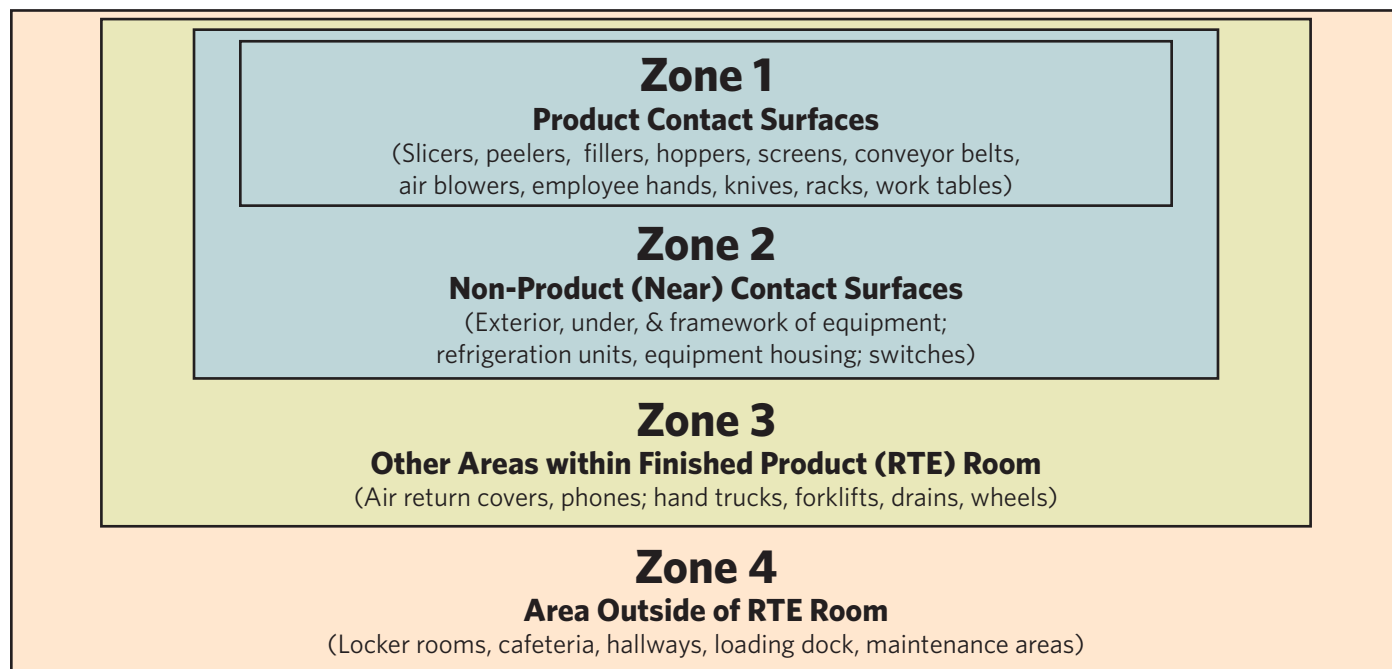 Zone 1
Product Contact Surfaces
(Slicers, peelers, fillers, hoppers, screens, conveyor belts,
air blowers, employee hands, knives, racks, work tables)
Zone 2
Non-Product (Near) Contact Surfaces
(Exterior, under, & framework of equipment;
refrigeration units, equipment housing; switches)
Zone 3
Other Areas within Finished Product (RTE) Room
(Air return covers, phones; hand trucks, forklifts, drains, wheels)
Zone 4
Area Outside of RTE Room
(Locker rooms, cafeteria, hallways, loading dock, maintenance areas)